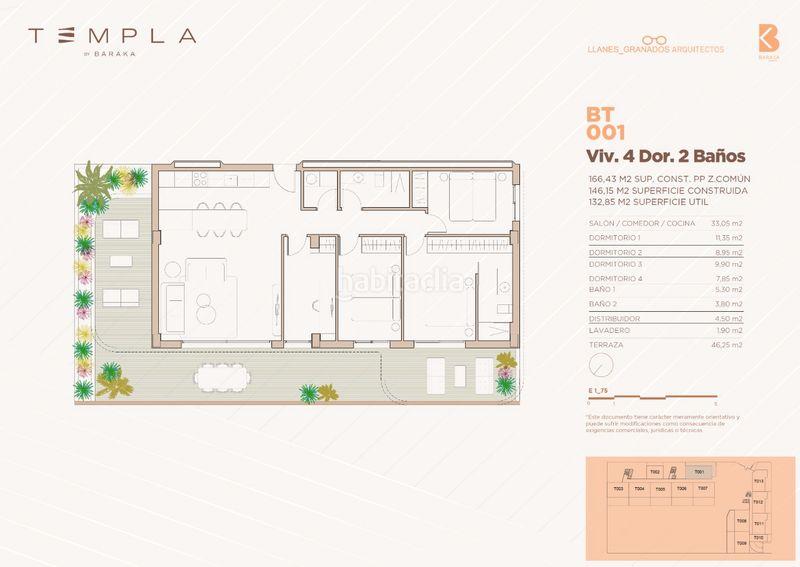 TEMPLA
BY BARAKA
LLANES_GRANADOS ARQUITECTOS
BARAKA
BT
001
Viv. 4 Dor. 2 Baños
166,43 M2 SUP. CONST. PP Z.COMÚN
146,15 M2 SUPERFICIE CONSTRUIDA
132,85 M2 SUPERFICIE UTIL
SALÓN / COMEDOR / COCINA 33,05 m2
DORMITORIO 1 11,35 m2
DORMITORIO 2 8,95 m2
DORMITORIO 3 9,90 m2
DORMITORIO 4 7,85 m2
BAÑO 1 5,30 m2
BAÑO 2 3,80 m2
DISTRIBUIDOR 4,50 m2
LAVADERO 1,90 m2
TERRAZA 46,25 m2
E 1_75
0 1 5
*Este documento tiene carácter meramente orientativo y
puede sufrir modificaciones como consecuencia de
exigencias comerciales, jurídicas o técnicas.
habitaclia
T002 T001
T003 T004 T005 T006 T007
T013
T012
T008 T011
T009 T010